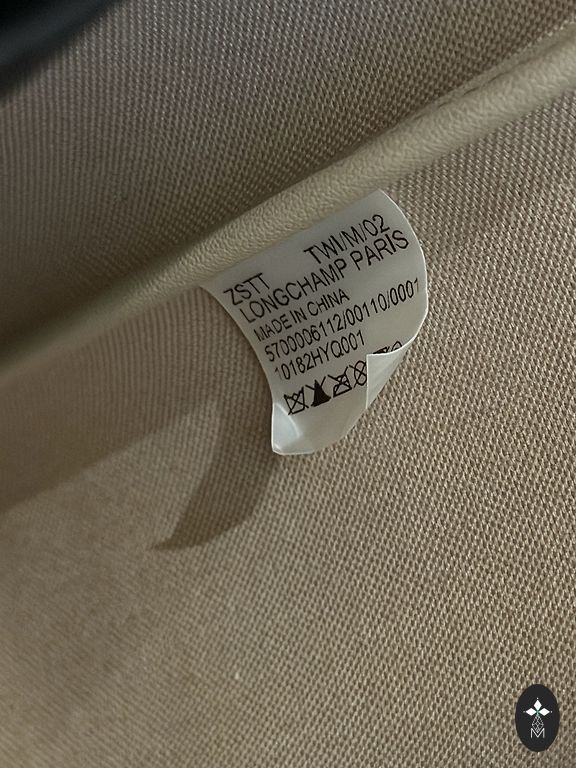 ZSTT TWI/M/02
LONGCHAMP PARIS
MADE IN CHINA
5700006112/00110/0001
10182HYQ001
M